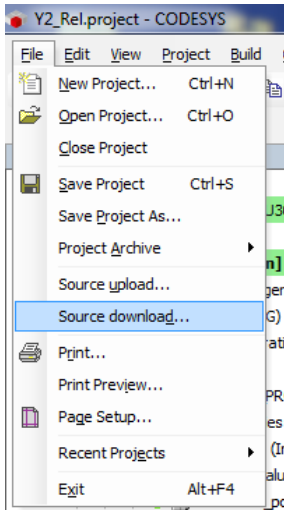 Y2_Rel.project - CODESYS
File Edit View Project Build
New Project... Ctrl+N
Open Project... Ctrl+O
Close Project
Save Project Ctrl+S
Save Project As...
Project Archive
Source upload...
Source download...
Print...
Print Preview...
Page Setup...
Recent Projects
Exit Alt+F4